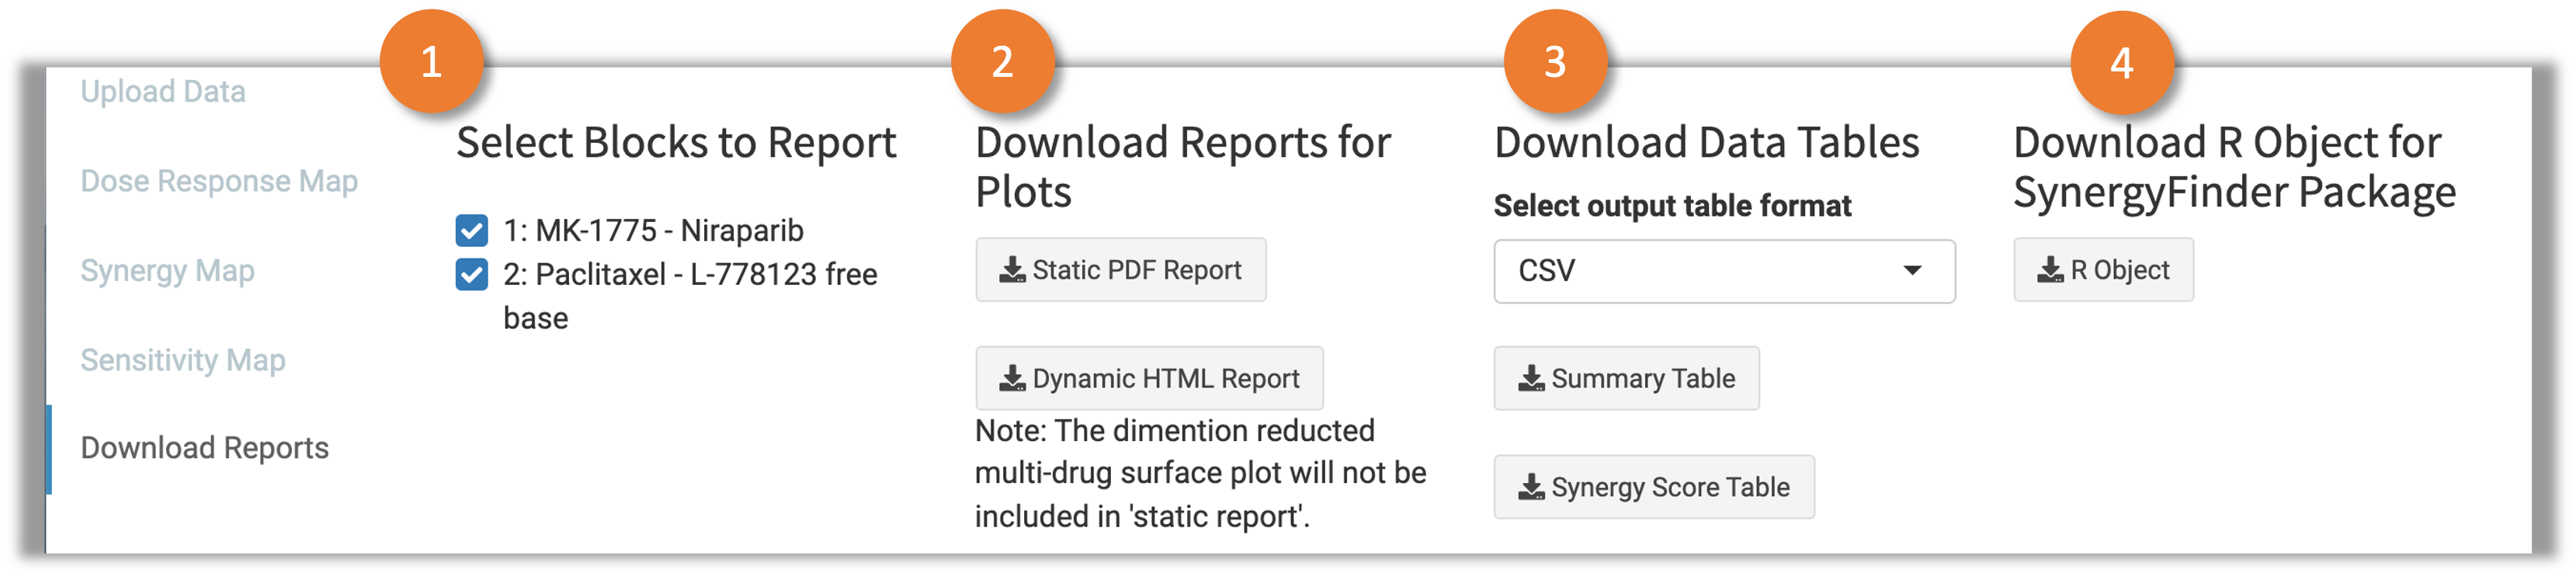 1
2
3
4
Upload Data
Dose Response Map
Synergy Map
Sensitivity Map
Download Reports
Select Blocks to Report
1: MK-1775 - Niraparib
2: Paclitaxel - L-778123 free
base
Download Reports for
Plots
Static PDF Report
Dynamic HTML Report
Note: The dimention reducted
multi-drug surface plot will not be
included in 'static report'.
Download Data Tables
Select output table format
CSV
Summary Table
Synergy Score Table
Download R Object for
SynergyFinder Package
R Object